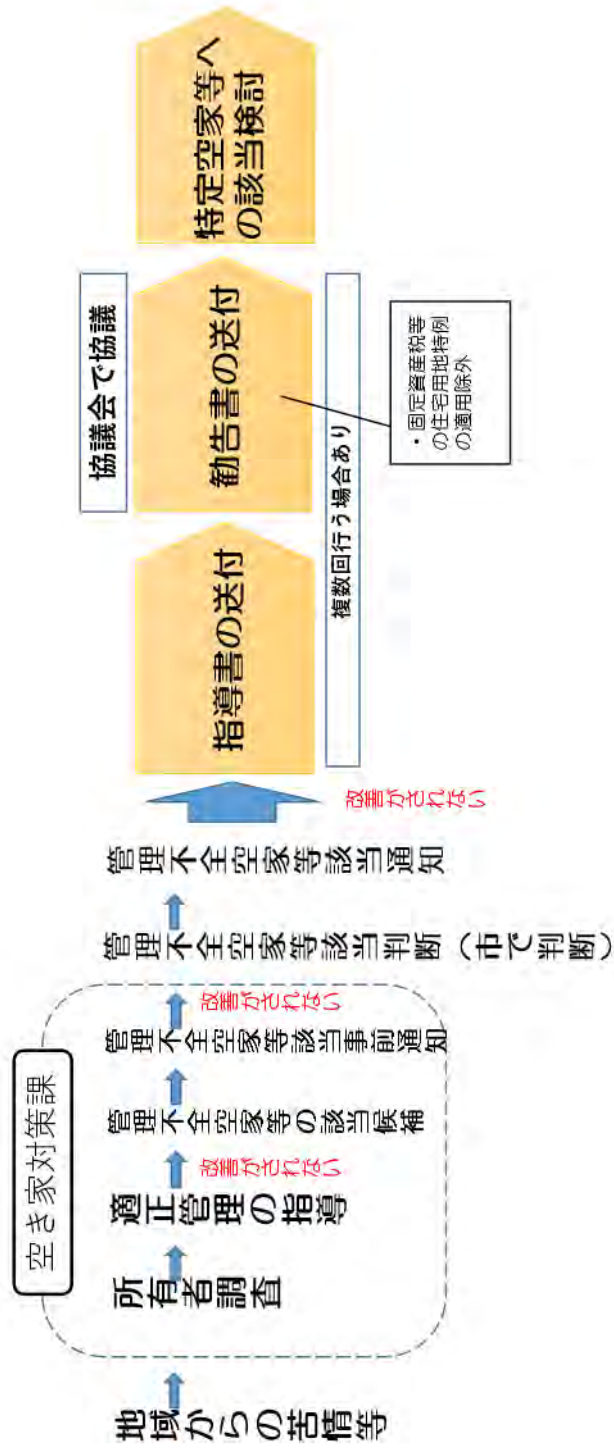 空き家対策課
地域からの苦情等
所有者調査
適正管理の指導
改善がされない
管理不全空家等の該当候補
管理不全空家等該当事前通知
改善がされない
管理不全空家等該当判断（市で判断）
管理不全空家等該当通知
改善がされない
指導書の送付
協議会で協議
勧告書の送付
複数回行う場合あり
・固定資産税等
の住宅用地特例
の適用除外
特定空家等へ
の該当検討